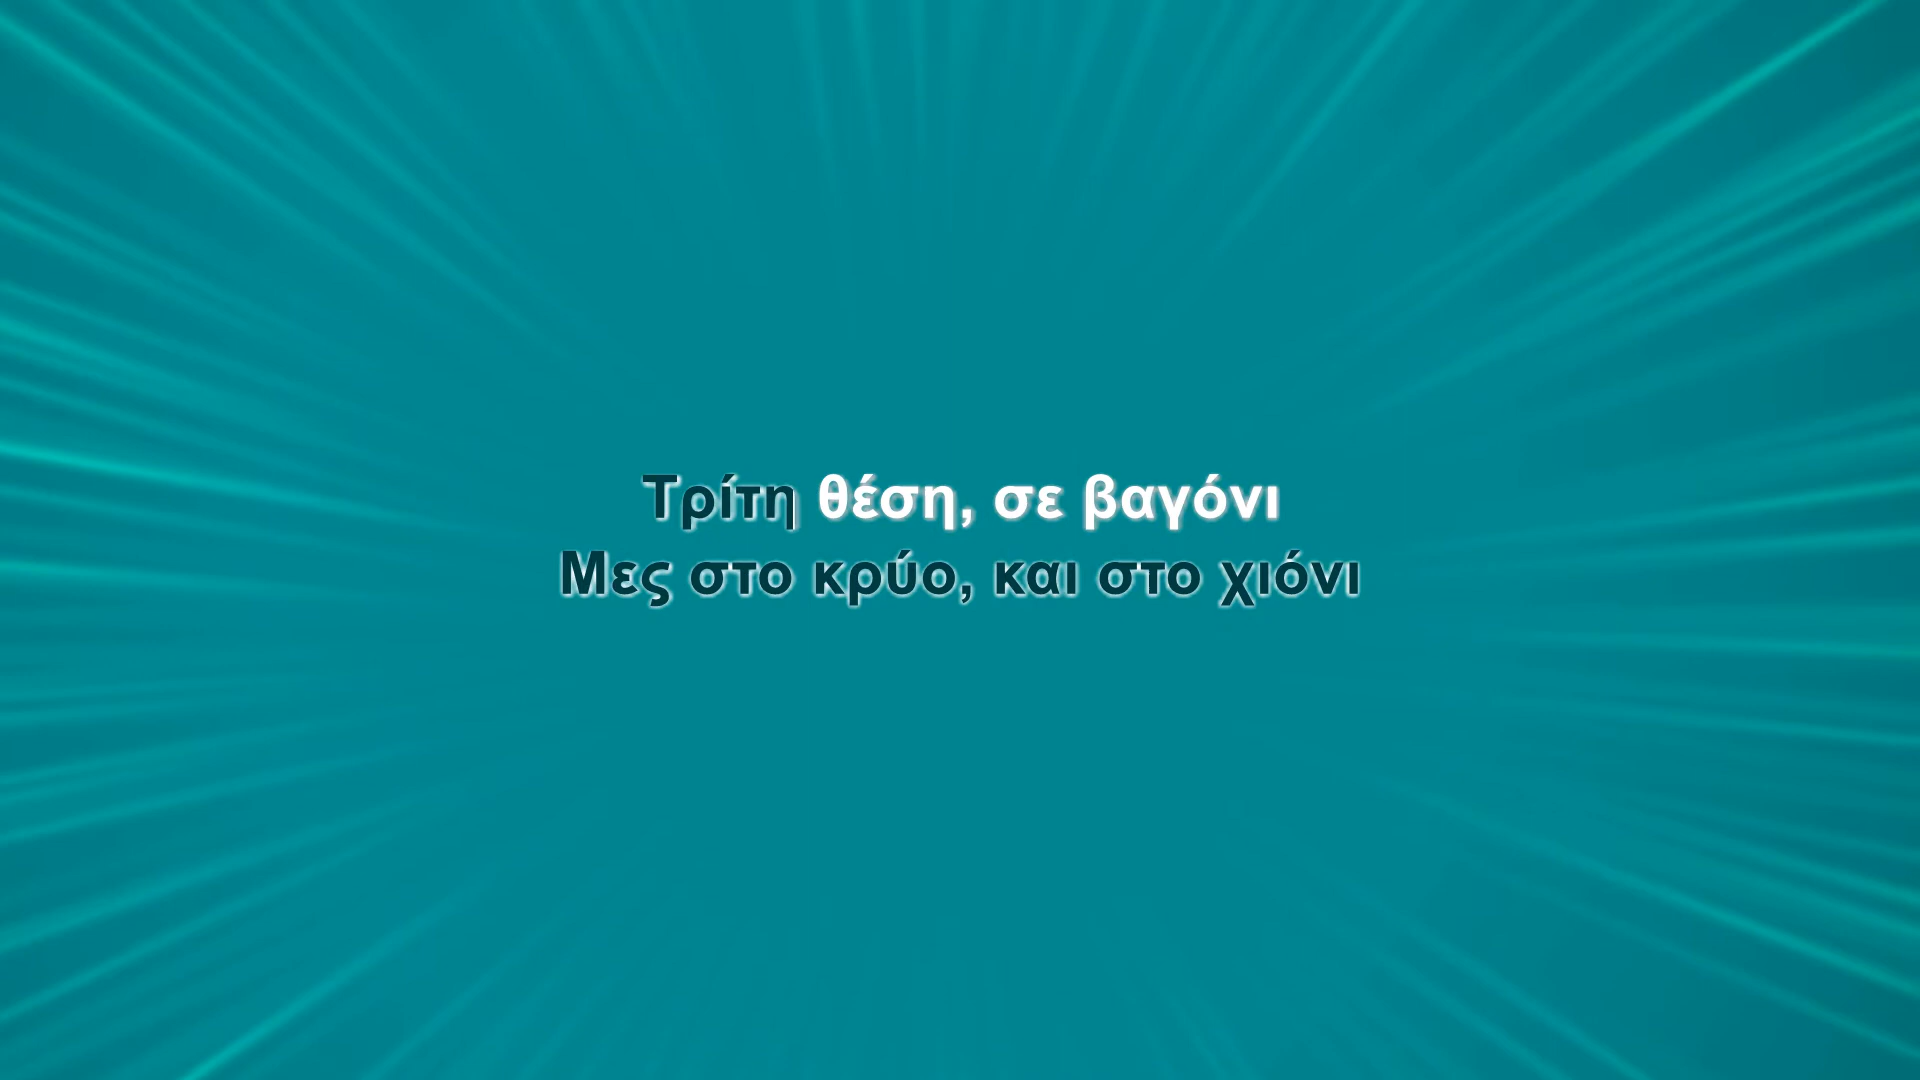 Τρίτη θέση, σε βαγόνι
Μες στο κρύο, και στο χιόνι